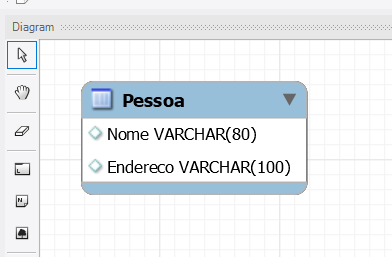 Diagram
Pessoa
Nome VARCHAR(80)
Endereco VARCHAR(100)